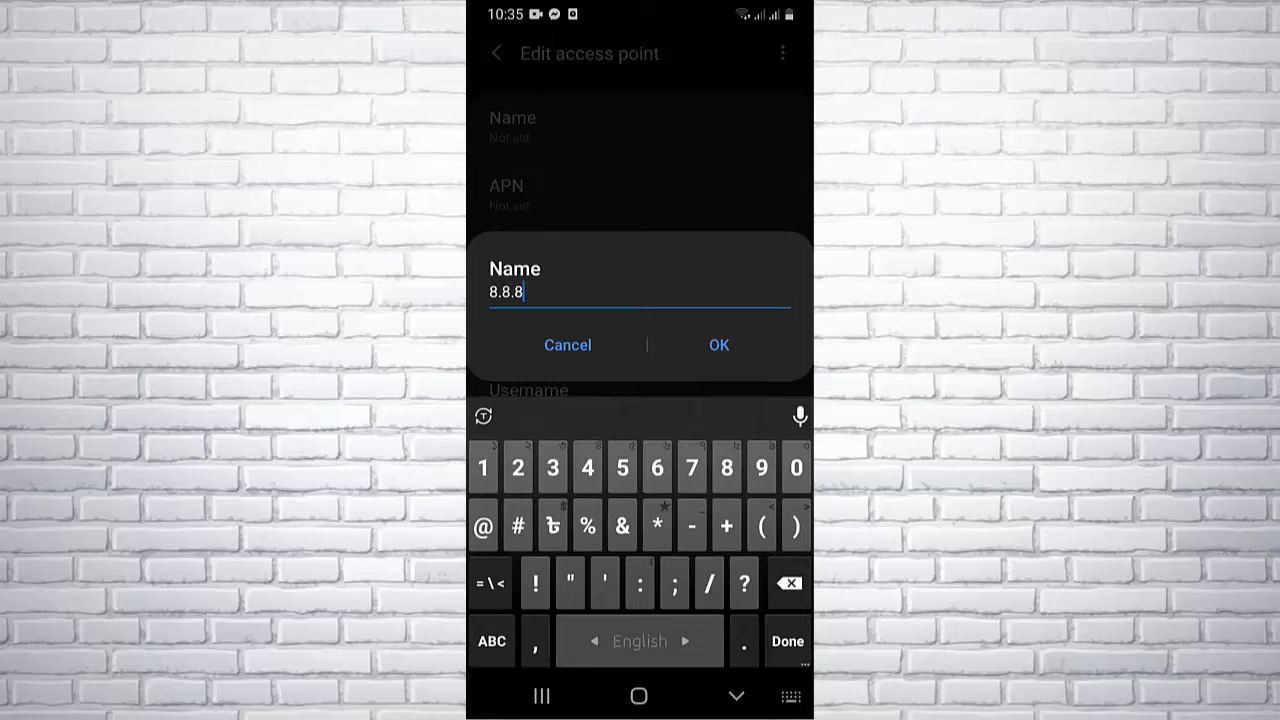 10:35
Edit access point
Name
Not set
APN
Not set
Name
8.8.8
Cancel
OK
Username
1 2 3 4 5 6 7 8 9 0
@ # ৳ % & * - + ( )
=\< ! " ' : ; / ?
ABC , English . Done